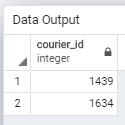 Data Output
courier_id
integer
1 1439
2 1634